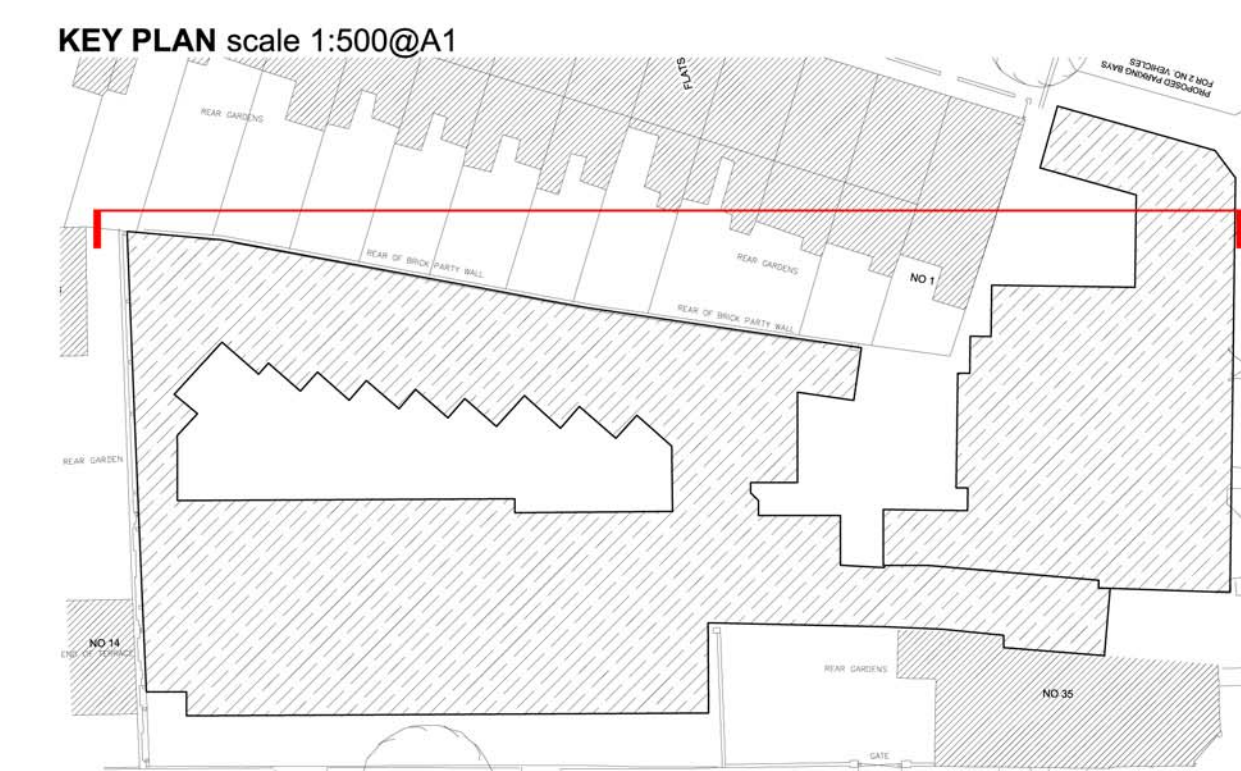 KEY PLAN scale 1:500@A1
FLATS
PROPOSED PARKING BAYS
FOR 2 NO. VEHICLES
REAR GARDENS
REAR OF BRICK PARTY WALL
REAR GARDENS
NO 1
REAR OF BRICK PARTY WALL
REAR GARDEN
NO 14
END OF TERRACE
REAR GARDENS
NO 35
GATE